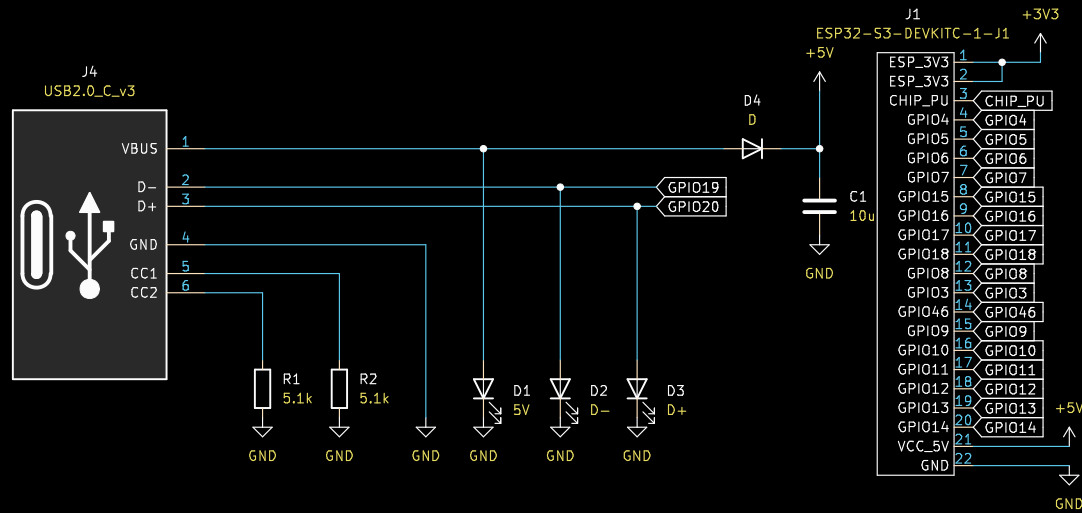 J4
USB2.0_C_v3
VBUS 1
D- 2
D+ 3
GND 4
CC1 5
CC2 6
R1
5.1k
R2
5.1k
GND
GND
GND
D1
5V
GND
D2
D-
GND
D3
D+
GND
GPIO19
GPIO20
D4
D
+5V
C1
10u
GND
J1
ESP32-S3-DEVKITC-1-J1
+3V3
ESP_3V3 1
ESP_3V3 2
CHIP_PU 3 CHIP_PU
GPIO4 4 GPIO4
GPIO5 5 GPIO5
GPIO6 6 GPIO6
GPIO7 7 GPIO7
GPIO15 8 GPIO15
GPIO16 9 GPIO16
GPIO17 10 GPIO17
GPIO18 11 GPIO18
GPIO8 12 GPIO8
GPIO3 13 GPIO3
GPIO46 14 GPIO46
GPIO9 15 GPIO9
GPIO10 16 GPIO10
GPIO11 17 GPIO11
GPIO12 18 GPIO12
GPIO13 19 GPIO13
GPIO14 20 GPIO14
VCC_5V 21
+5V
GND 22
GND